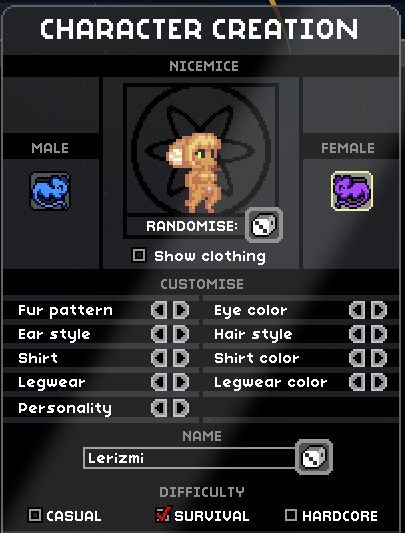 CHARACTER CREATION
NICEMICE
MALE
FEMALE
RANDOMISE:
Show clothing
CUSTOMISE
Fur pattern
Eye color
Ear style
Hair style
Shirt
Shirt color
Legwear
Legwear color
Personality
NAME
Lerizmi
DIFFICULTY
CASUAL
SURVIVAL
HARDCORE